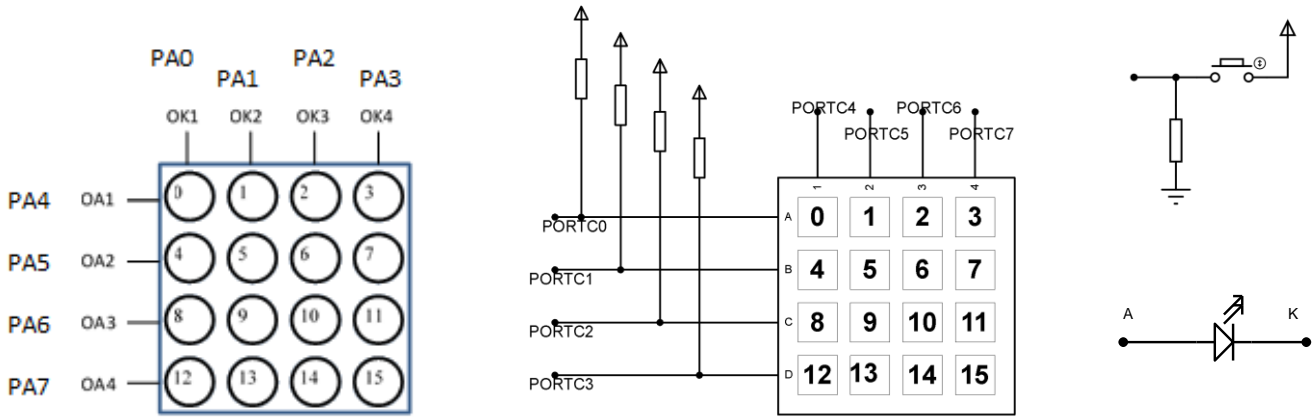 PA0 PA1 PA2 PA3
OK1 OK2 OK3 OK4
PA4 OA1 0 1 2 3
PA5 OA2 4 5 6 7
PA6 OA3 8 9 10 11
PA7 OA4 12 13 14 15
PORTC4 PORTC5 PORTC6 PORTC7
1 2 3 4
PORTC0 A 0 1 2 3
PORTC1 B 4 5 6 7
PORTC2 C 8 9 10 11
PORTC3 D 12 13 14 15
A K